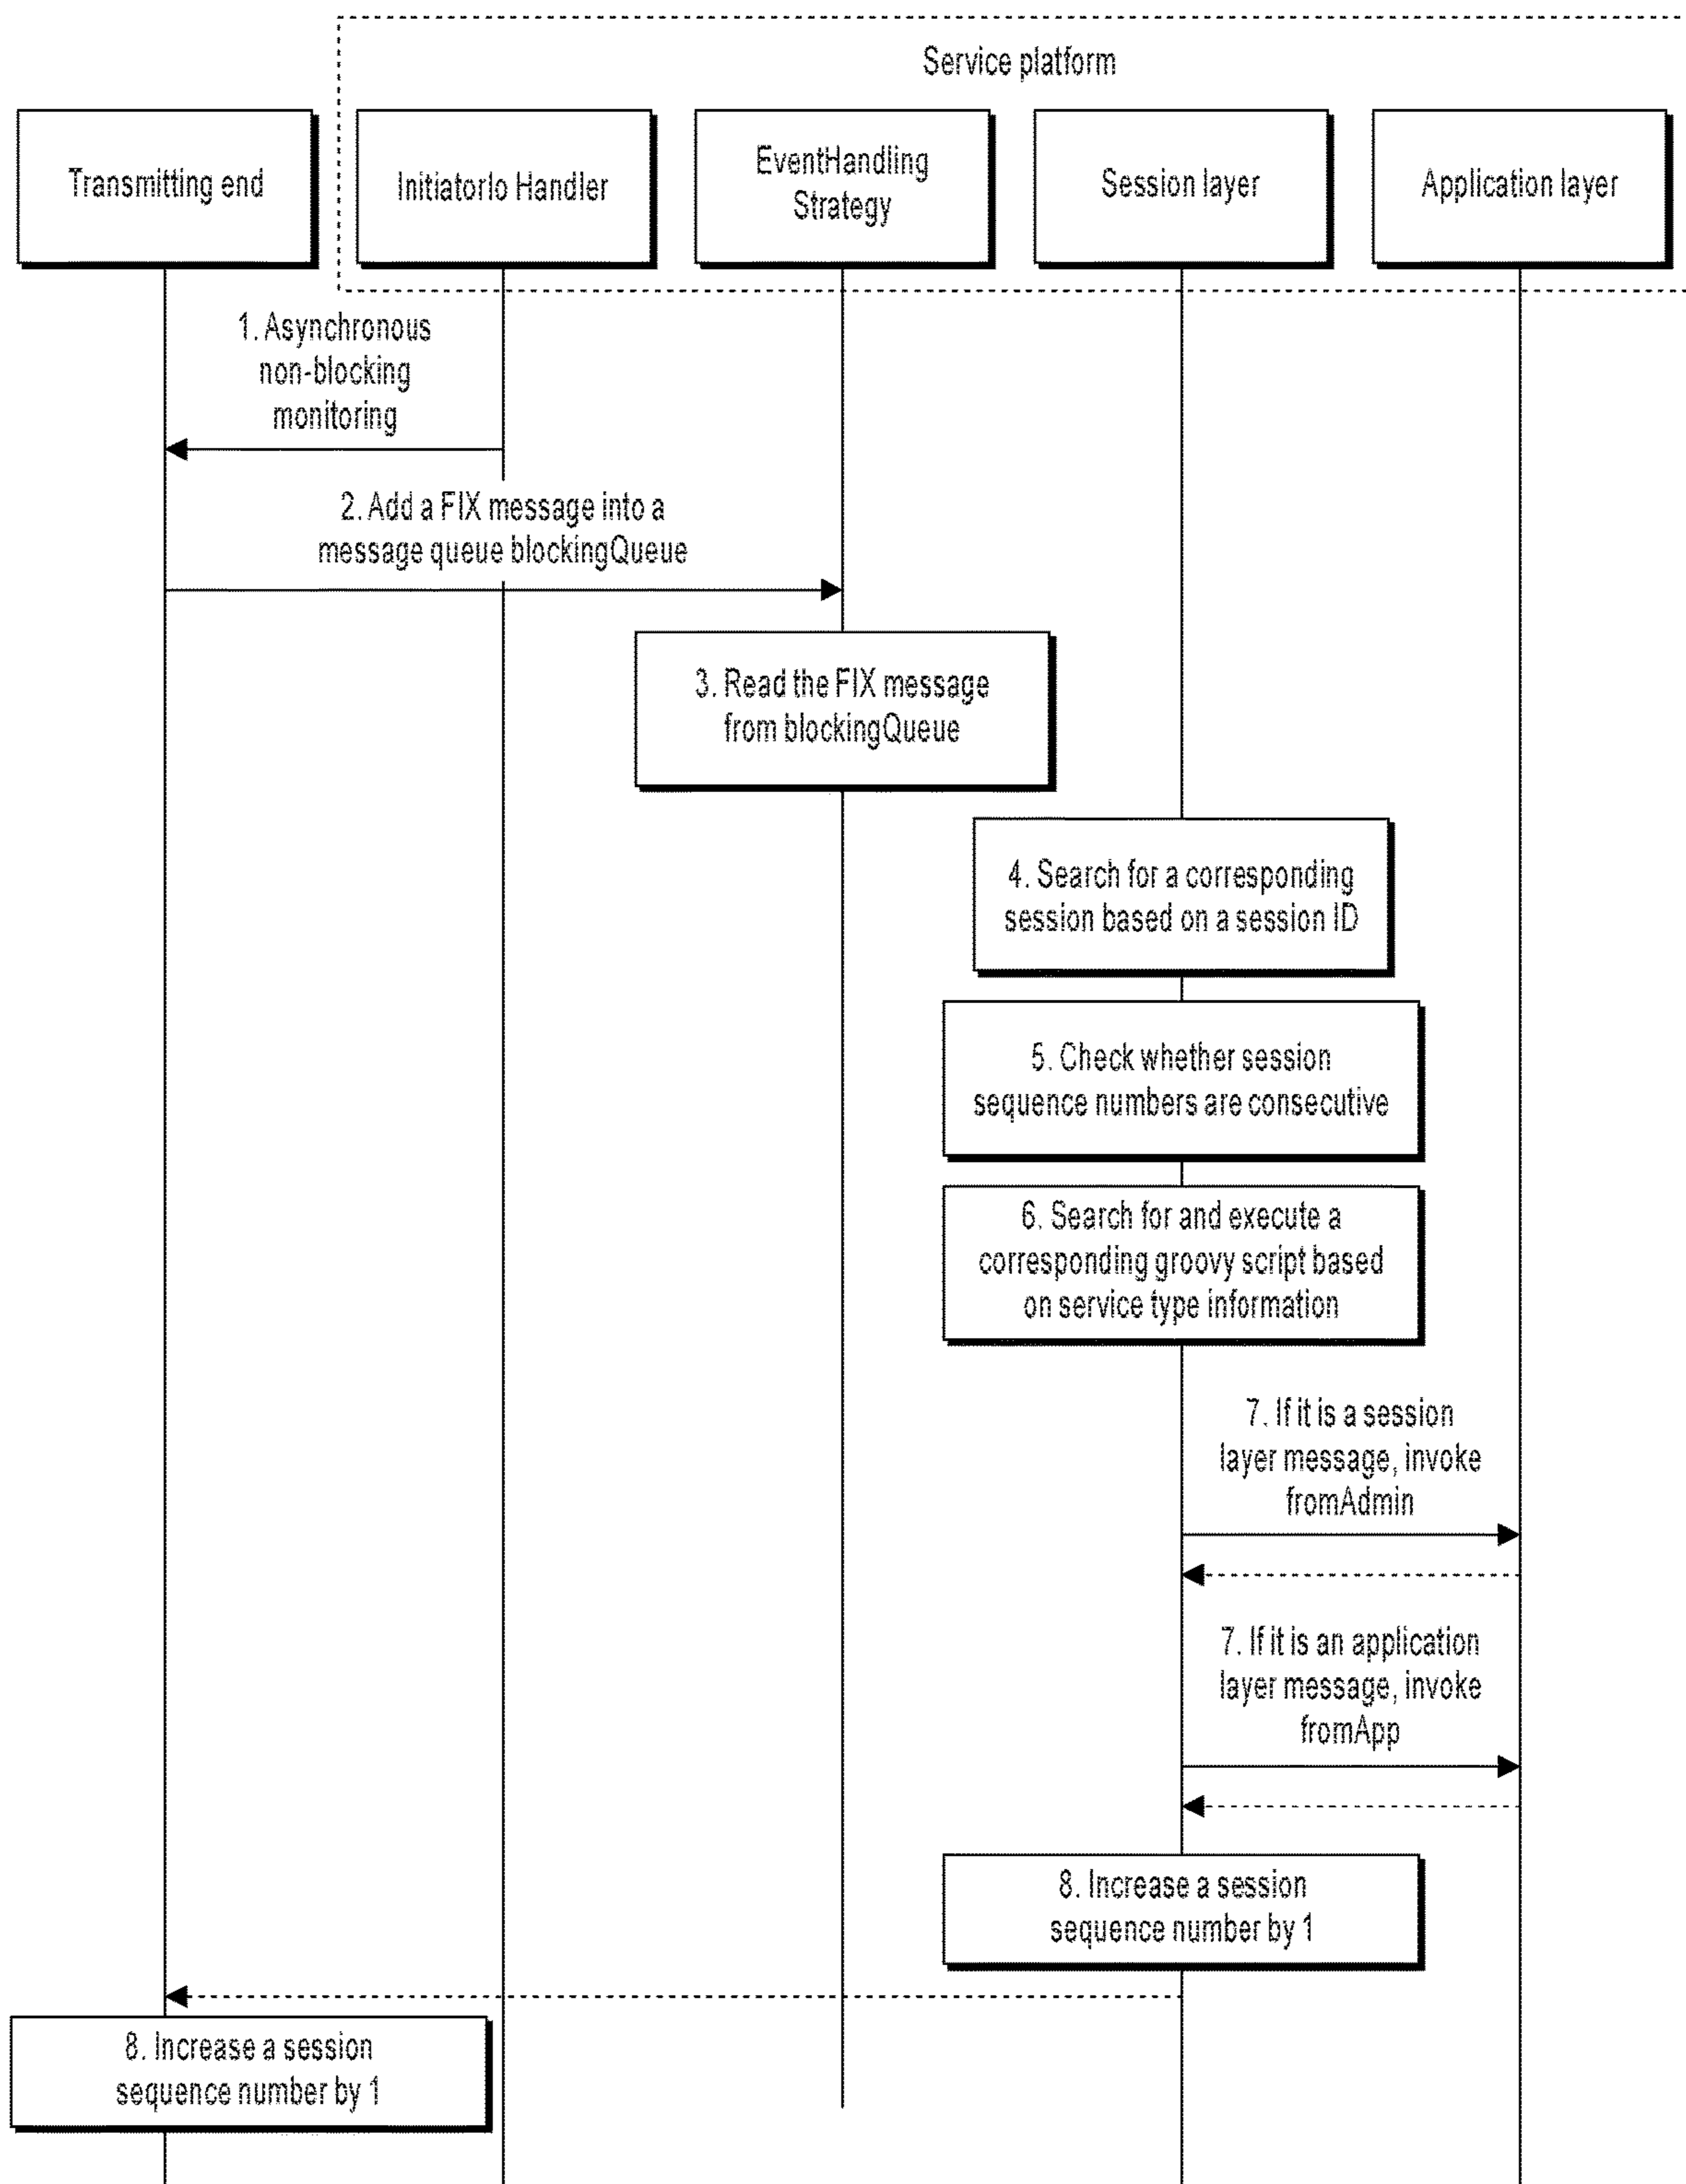 Service platform
Transmitting end
InitiatorIo Handler
EventHandling
Strategy
Session layer
Application layer
1. Asynchronous
non-blocking
monitoring
2. Add a FIX message into a
message queue blockingQueue
3. Read the FIX message
from blockingQueue
4. Search for a corresponding
session based on a session ID
5. Check whether session
sequence numbers are consecutive
6. Search for and execute a
corresponding groovy script based
on service type information
7. If it is a session
layer message, invoke
fromAdmin
7. If it is an application
layer message, invoke
fromApp
8. Increase a session
sequence number by 1
8. Increase a session
sequence number by 1